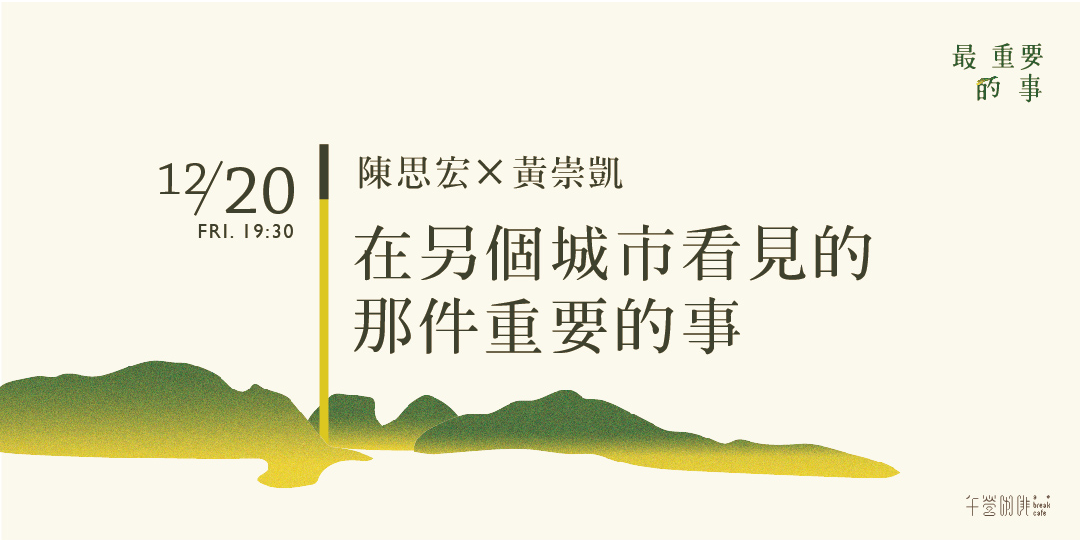 最重要
的事
12/20
FRI. 19:30
陳思宏×黃崇凱
在另個城市看見的
那件重要的事
午營咖啡
a break
cafe